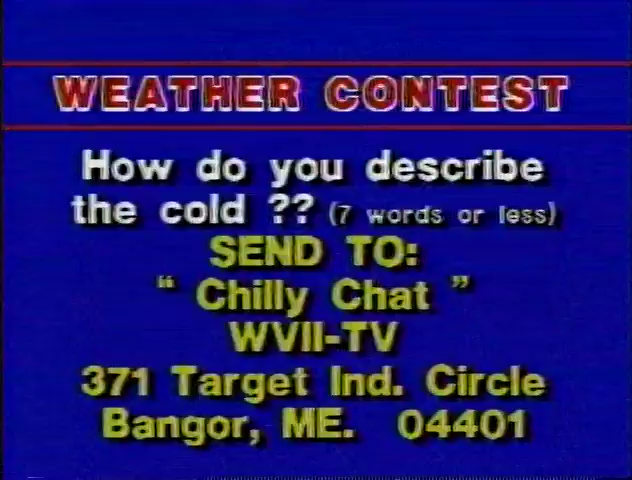 WEATHER CONTEST
How do you describe
the cold ?? (7 words or less)
SEND TO:
“ Chilly Chat ”
WVII-TV
371 Target Ind. Circle
Bangor, ME. 04401